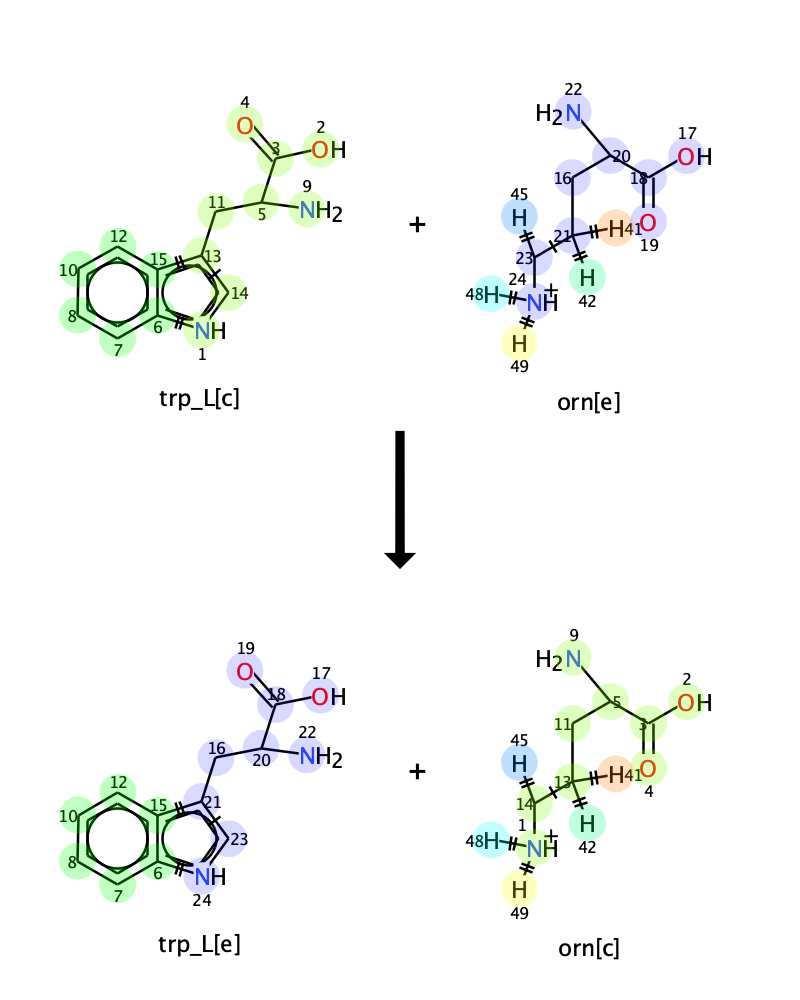 4
3
2
OH
O
9
NH2
5
11
13
12
15
10
14
8
6
7
NH
1
trp_L[c]
+
22
H2N
20
17
OH
16
18
O
19
45
H
21
H41
23
H
42
24
48H
NH+
H
49
orn[e]
19
O
18
17
OH
22
NH2
20
16
21
12
15
10
23
8
6
7
NH
24
trp_L[e]
+
9
H2N
5
2
OH
11
3
O
4
45
H
13
H41
14
H
42
1
48H
NH+
H
49
orn[c]